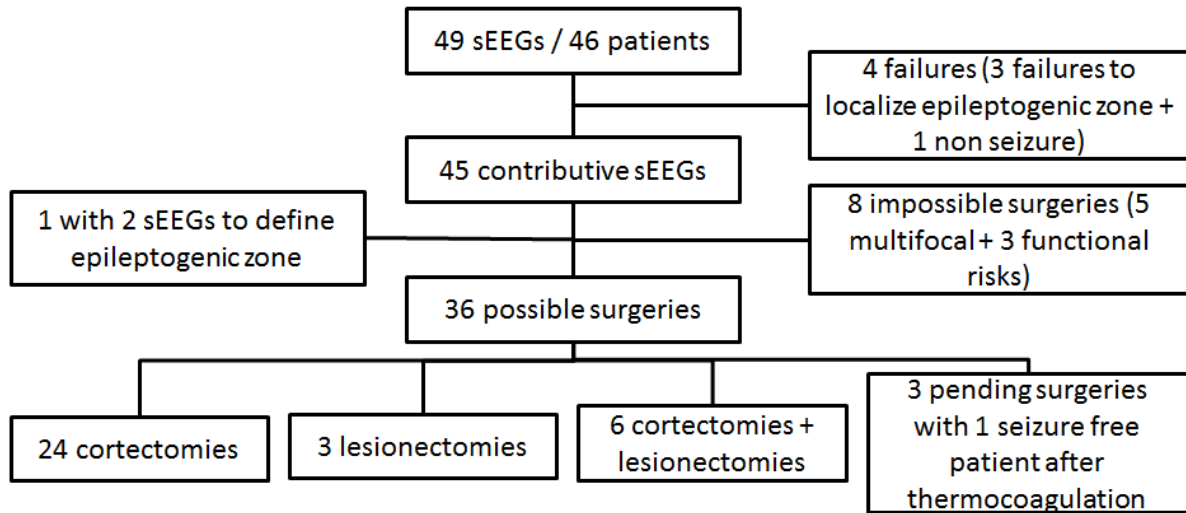 49 sEEGs / 46 patients
4 failures (3 failures to
localize epileptogenic zone +
1 non seizure)
45 contributive sEEGs
1 with 2 sEEGs to define
epileptogenic zone
8 impossible surgeries (5
multifocal + 3 functional
risks)
36 possible surgeries
24 cortectomies
3 lesionectomies
6 cortectomies +
lesionectomies
3 pending surgeries
with 1 seizure free
patient after
thermocoagulation